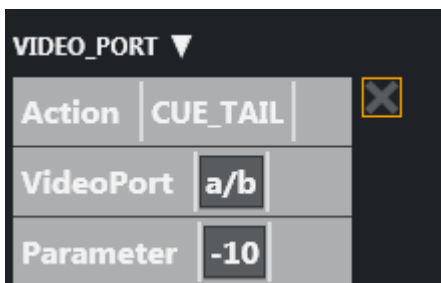 VIDEO_PORT ▼
Action CUE_TAIL
VideoPort a/b
Parameter -10